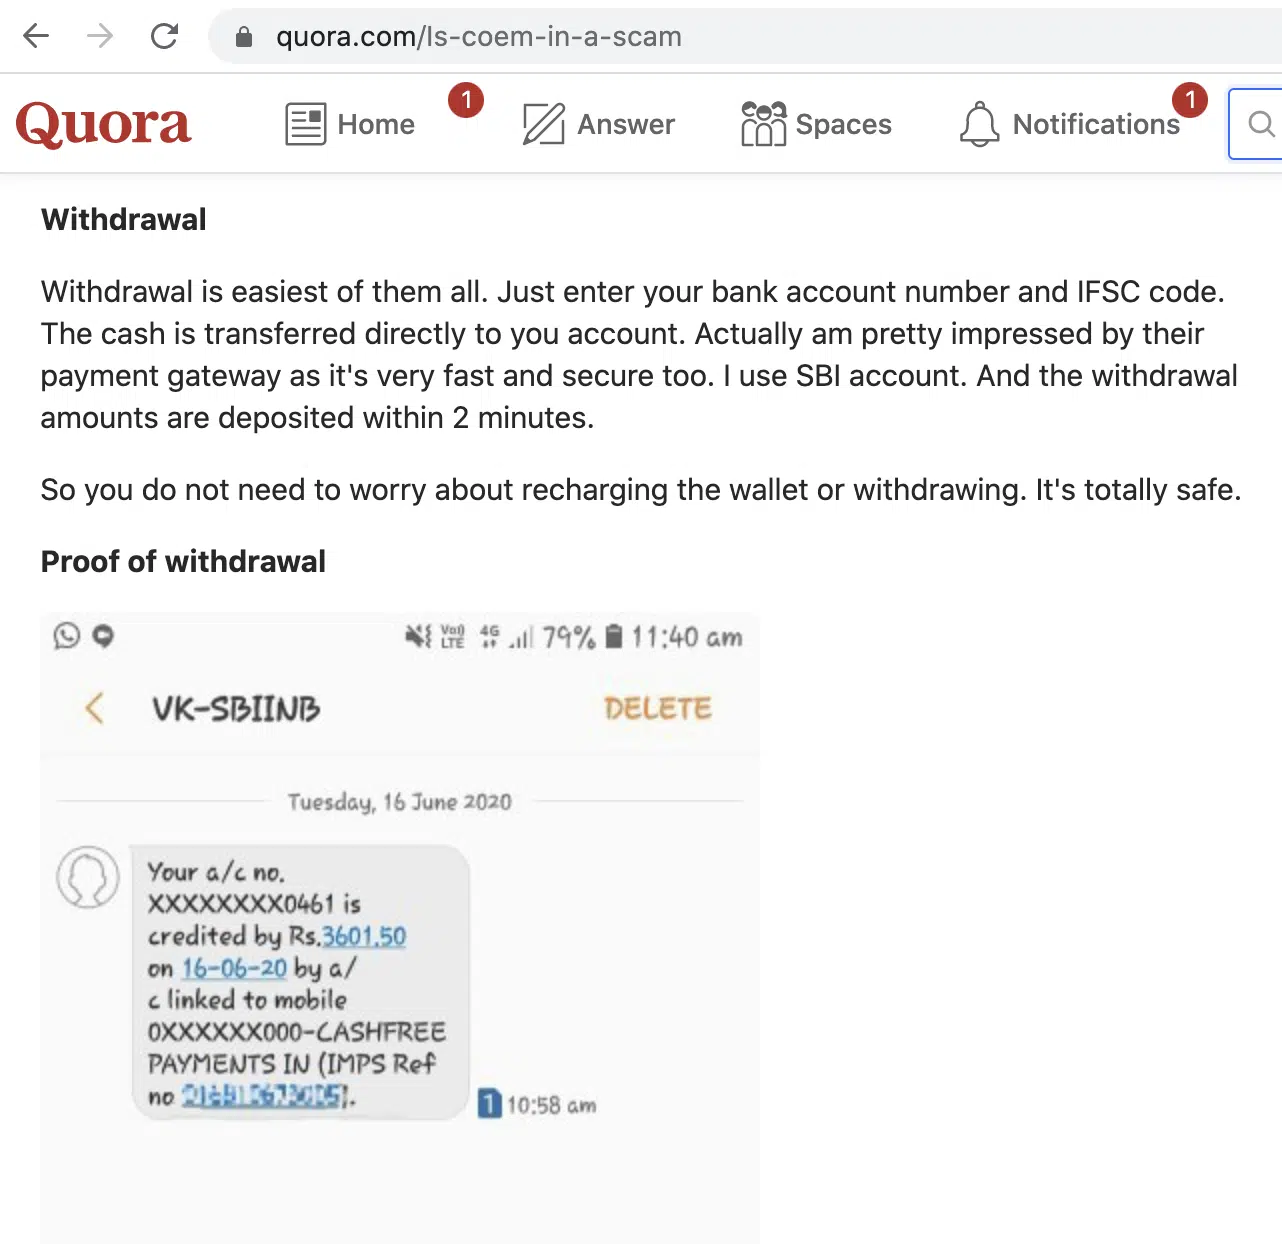 quora.com/Is-coem-in-a-scam
Quora
Home
1
Answer
Spaces
Notifications
1
Withdrawal
Withdrawal is easiest of them all. Just enter your bank account number and IFSC code.
The cash is transferred directly to you account. Actually am pretty impressed by their
payment gateway as it's very fast and secure too. I use SBI account. And the withdrawal
amounts are deposited within 2 minutes.
So you do not need to worry about recharging the wallet or withdrawing. It's totally safe.
Proof of withdrawal
Vo)) LTE 4G 79% 11:40 am
VK-SBIINB
DELETE
Tuesday, 16 June 2020
Your a/c no.
XXXXXXXX0461 is
credited by Rs.3601.50
on 16-06-20 by a/
c linked to mobile
0XXXXXX000-CASHFREE
PAYMENTS IN (IMPS Ref
no
1 10:58 am